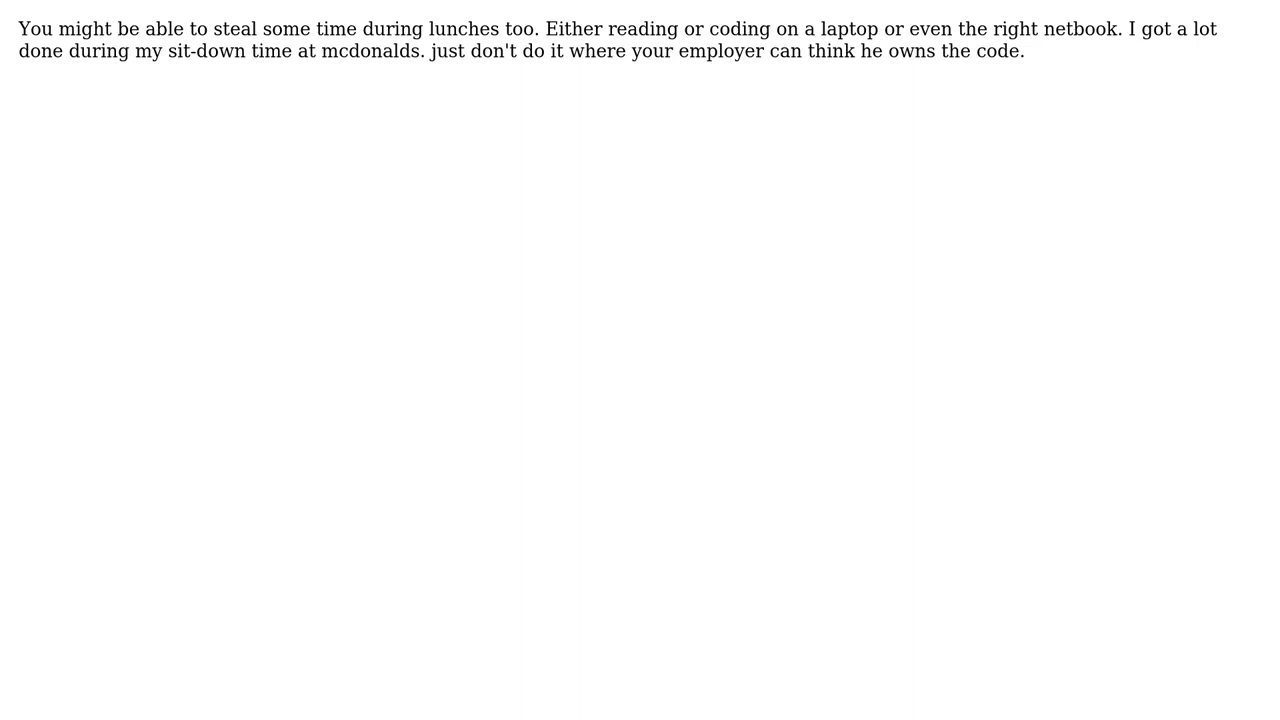 You might be able to steal some time during lunches too. Either reading or coding on a laptop or even the right netbook. I got a lot
done during my sit-down time at mcdonalds. just don't do it where your employer can think he owns the code.